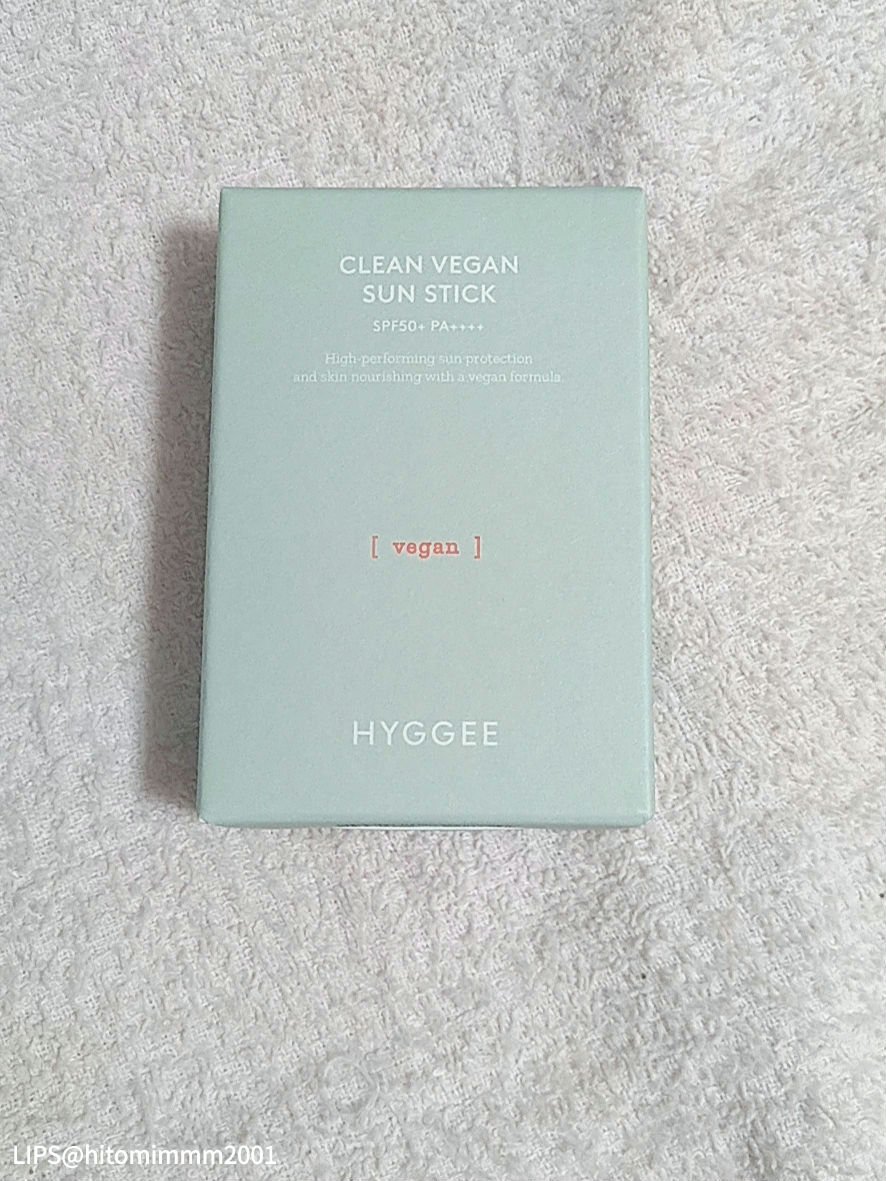 CLEAN VEGAN
SUN STICK
SPF50+ PA++++
High-performing sun protection
and skin nourishing with a vegan formula.
[ vegan ]
HYGGEE
LIPS@hitomimmm2001